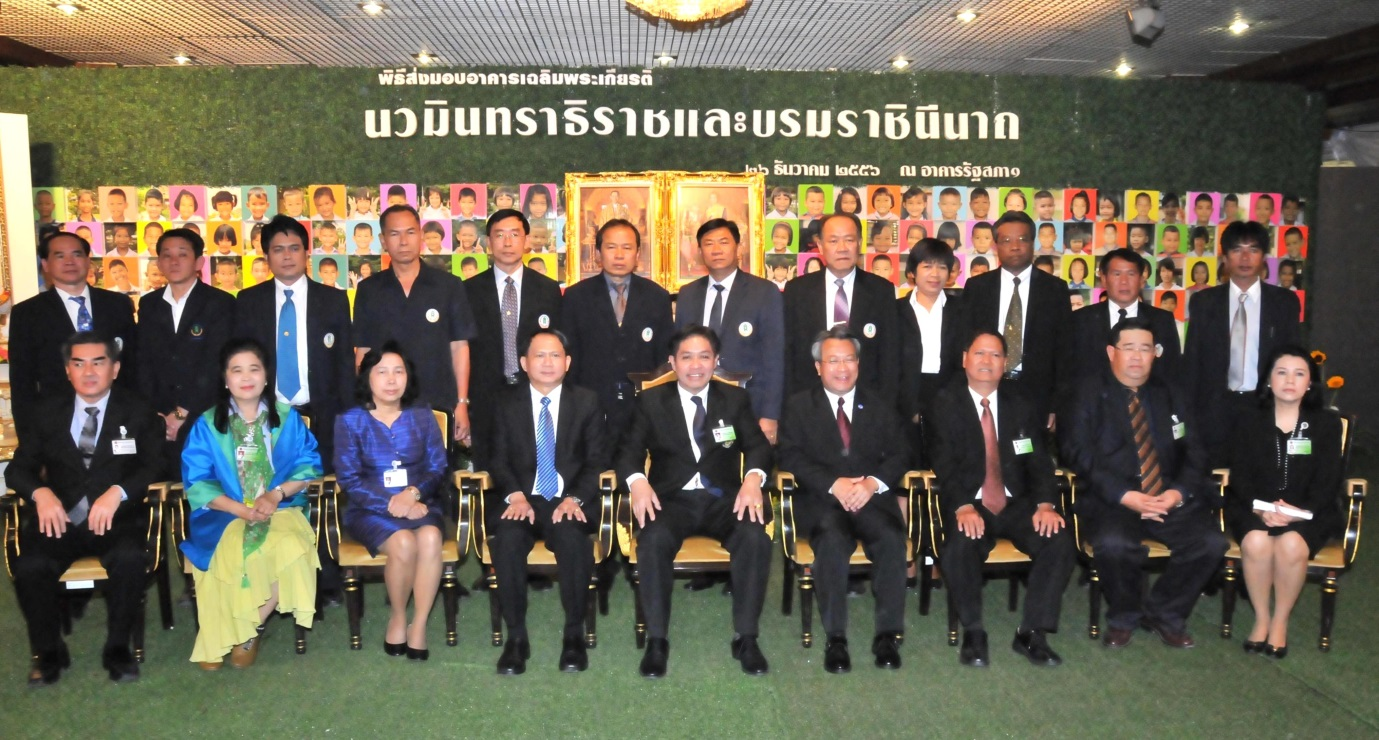 พิธีส่งมอบอาคารเฉลิมพระเกียรติ
นวมินทราธิราชและบรมราชินีนาถ
๒๖ ธันวาคม ๒๕๕๖ ณ อาคารรัฐสภา๑